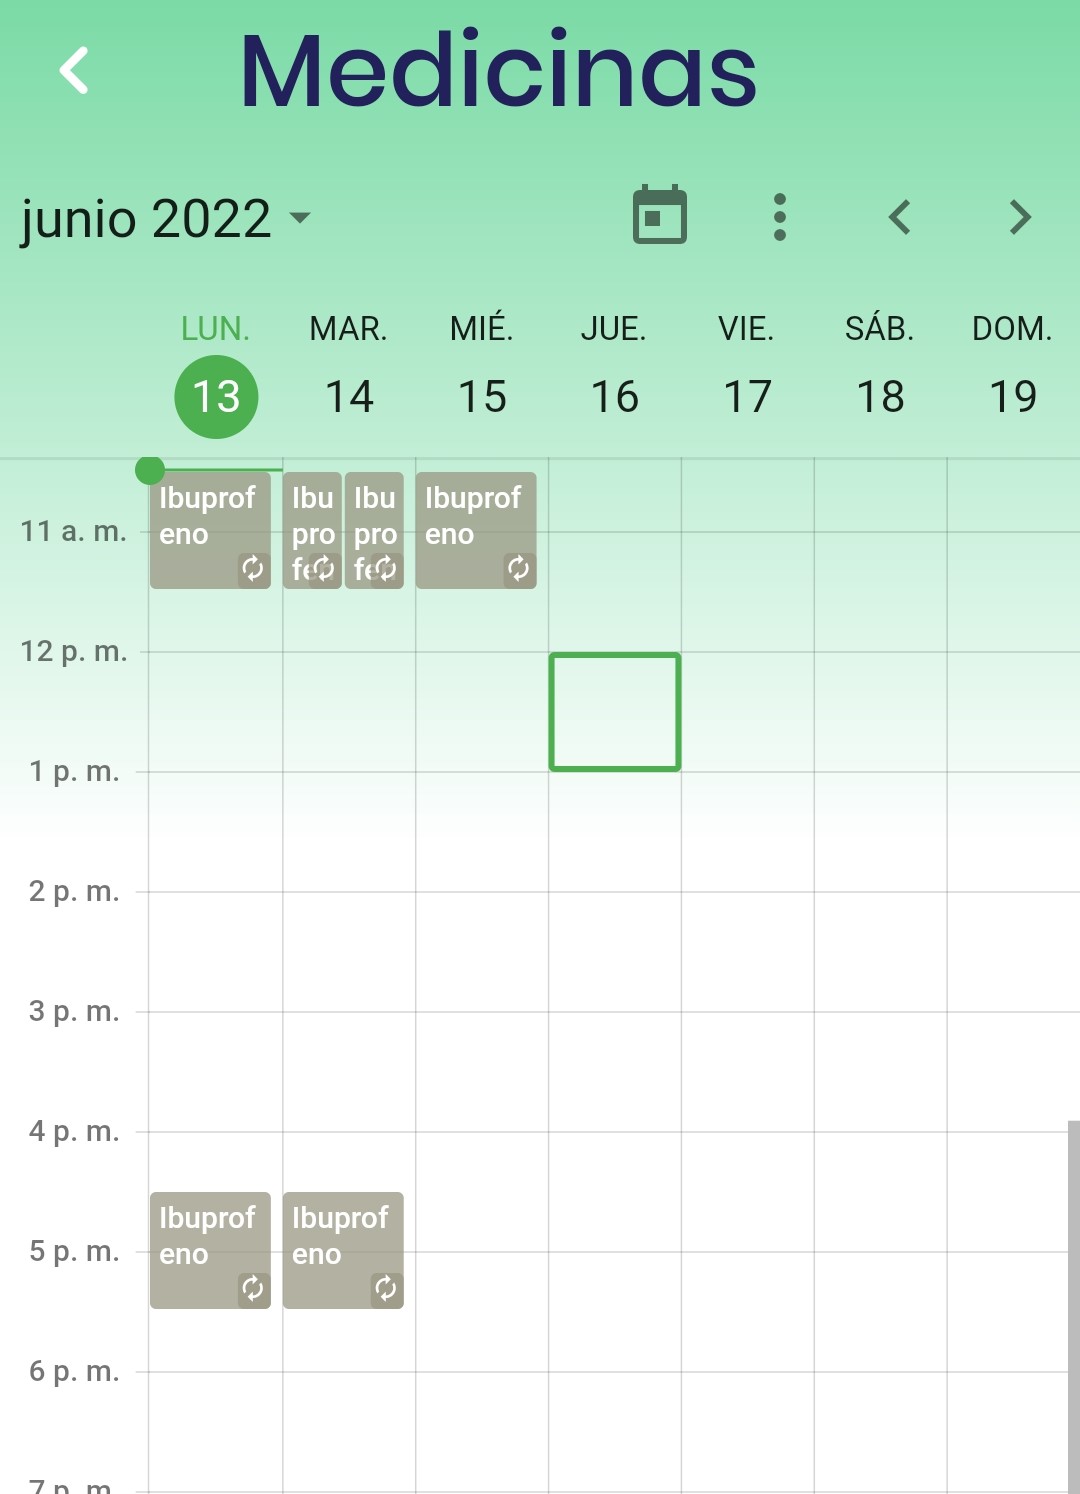 Medicinas
junio 2022
LUN. MAR. MIÉ. JUE. VIE. SÁB. DOM.
13 14 15 16 17 18 19
Ibuprof Ibu Ibu Ibuprof
11 a. m. eno pro pro eno
12 p. m.
1 p. m.
2 p. m.
3 p. m.
4 p. m.
Ibuprof Ibuprof
5 p. m. eno eno
6 p. m.
7 p. m.